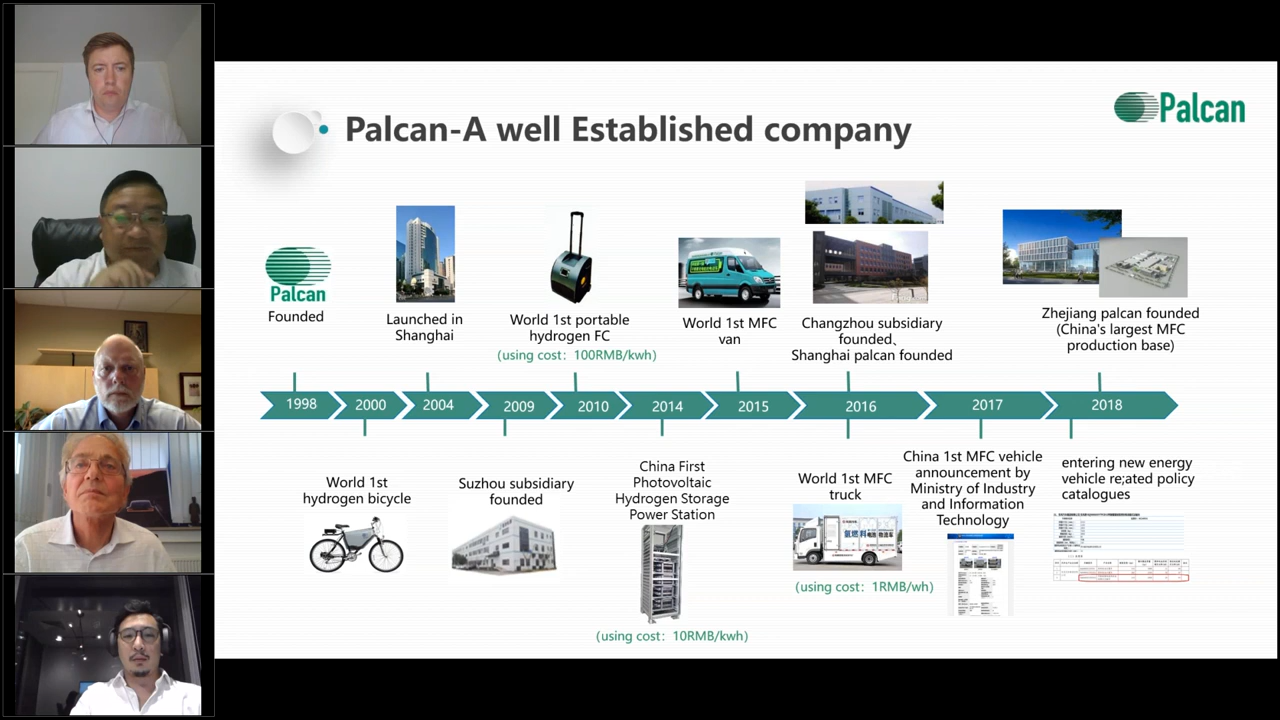 Palcan-A well Established company
Palcan
Palcan
Founded
Launched in
Shanghai
World 1st portable
hydrogen FC
(using cost: 100RMB/kwh)
World 1st MFC
van
Changzhou subsidiary
founded、
Shanghai palcan founded
Zhejiang palcan founded
(China's largest MFC
production base)
1998
2000
2004
2009
2010
2014
2015
2016
2017
2018
World 1st
hydrogen bicycle
Suzhou subsidiary
founded
China First
Photovoltaic
Hydrogen Storage
Power Station
(using cost: 10RMB/kwh)
World 1st MFC
truck
氢燃料
(using cost: 1RMB/kwh)
China 1st MFC vehicle
announcement by
Ministry of Industry
and Information
Technology
entering new energy
vehicle re;ated policy
catalogues